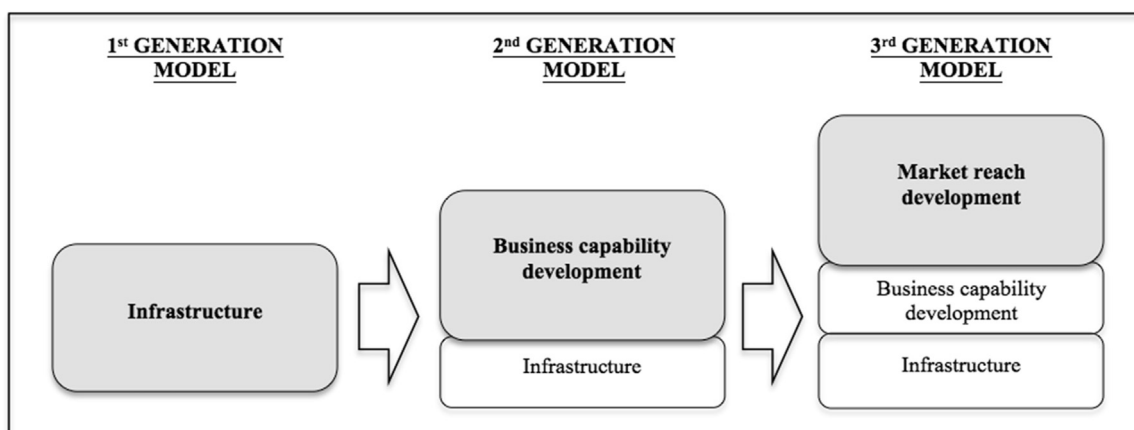 1st GENERATION
MODEL
2nd GENERATION
MODEL
3rd GENERATION
MODEL
Infrastructure
Business capability
development
Infrastructure
Market reach
development
Business capability
development
Infrastructure